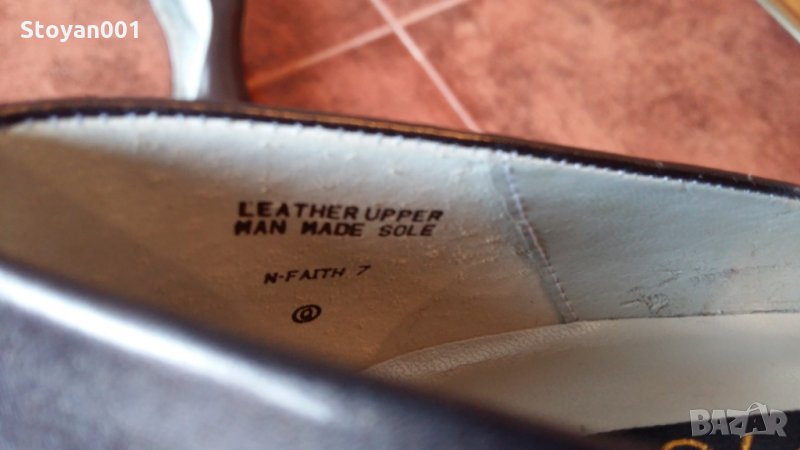 Stoyan001
LEATHER UPPER
MAN MADE SOLE
N-FAITH 7
BAZAR